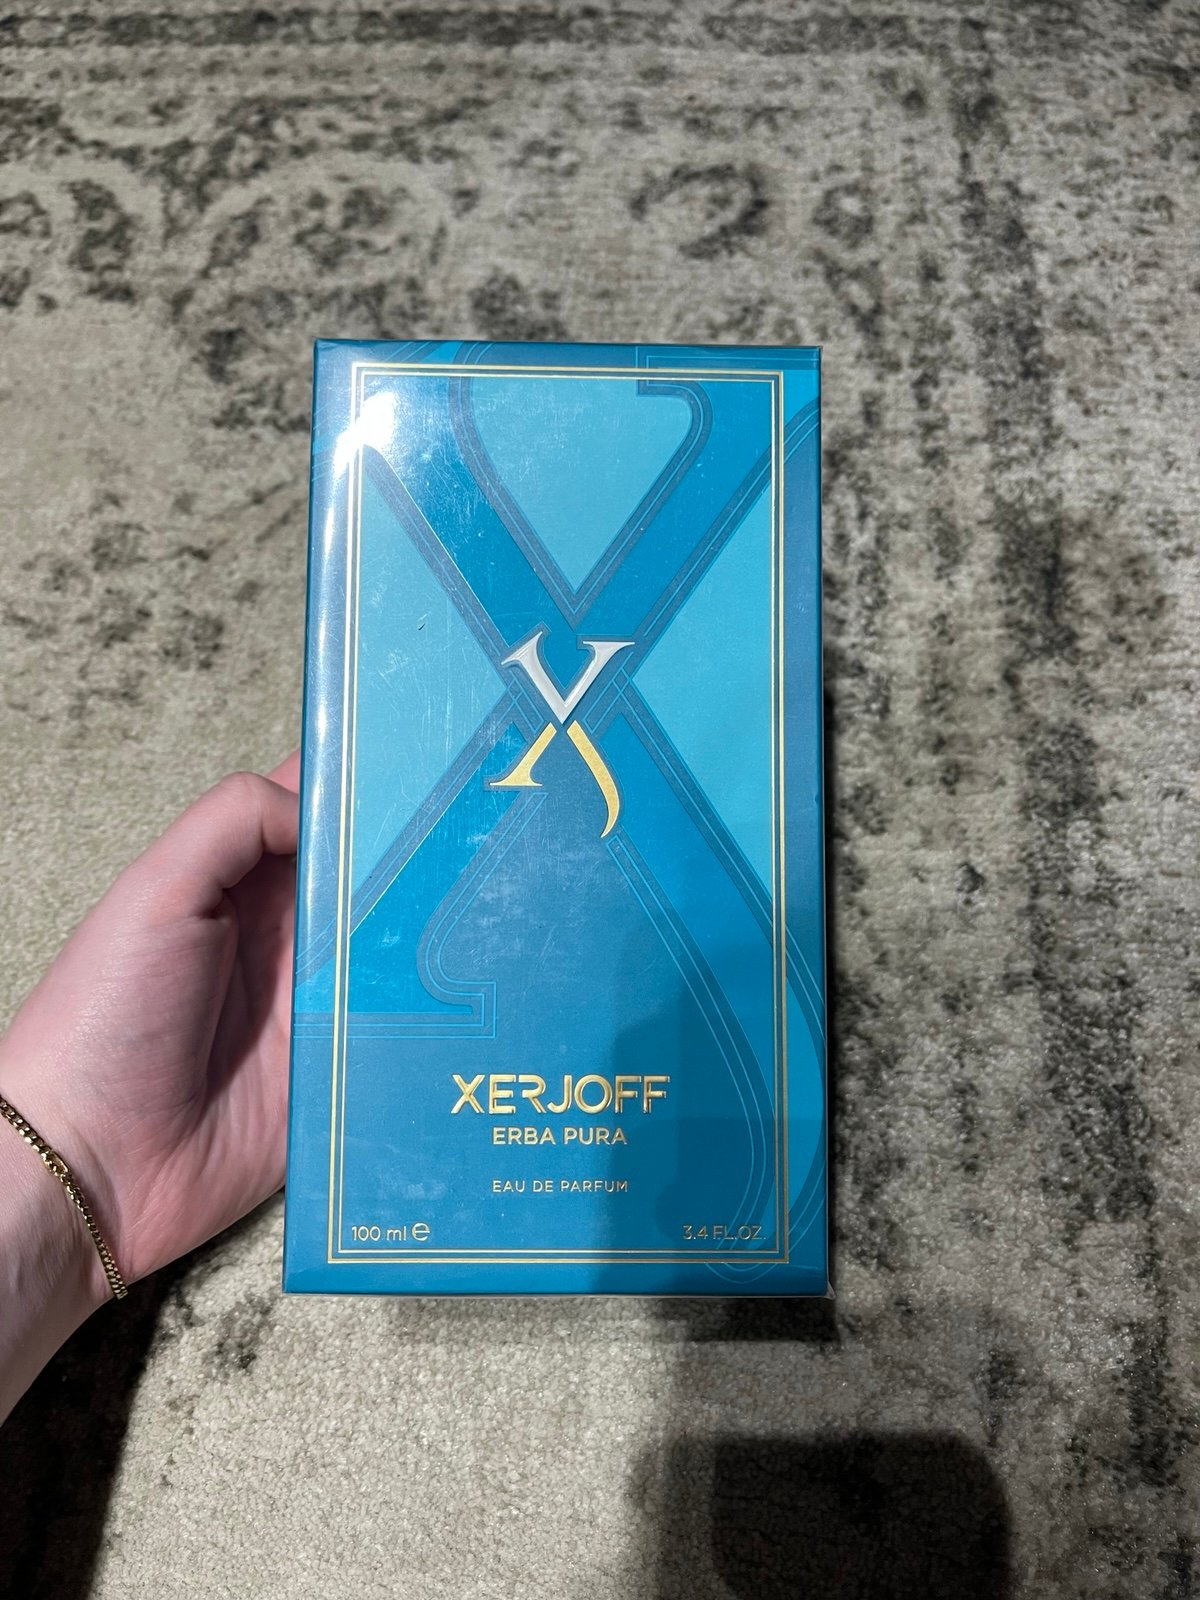 XERJOFF
ERBA PURA
EAU DE PARFUM
100 ml ℮ 3.4 FL.OZ.